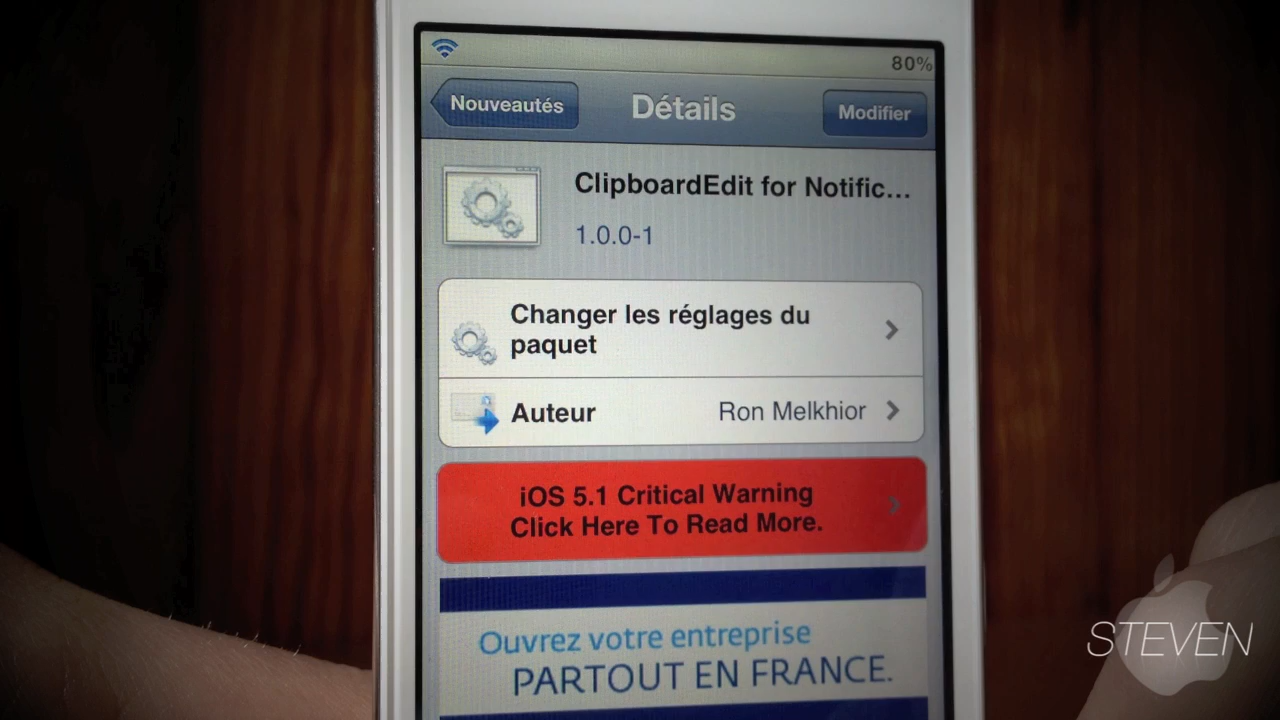 80%
Nouveautés
Détails
Modifier
ClipboardEdit for Notific...
1.0.0-1
Changer les réglages du
paquet
Auteur
Ron Melkhior
iOS 5.1 Critical Warning
Click Here To Read More.
Ouvrez votre entreprise
PARTOUT EN FRANCE.
STEVEN